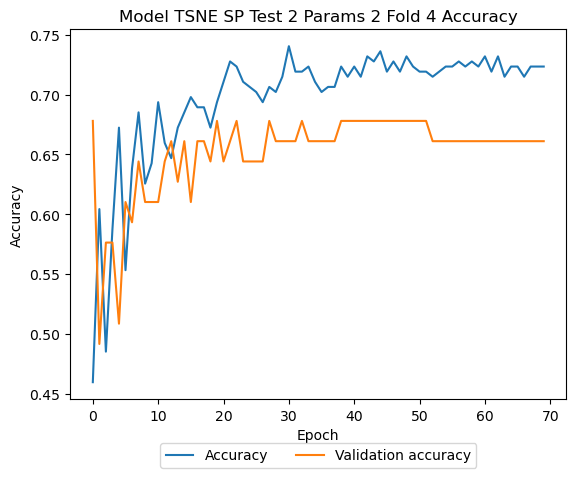 Model TSNE SP Test 2 Params 2 Fold 4 Accuracy
0.75
0.70
0.65
0.60
0.55
0.50
0.45
Accuracy
0 10 20 30 40 50 60 70
Epoch
Accuracy Validation accuracy